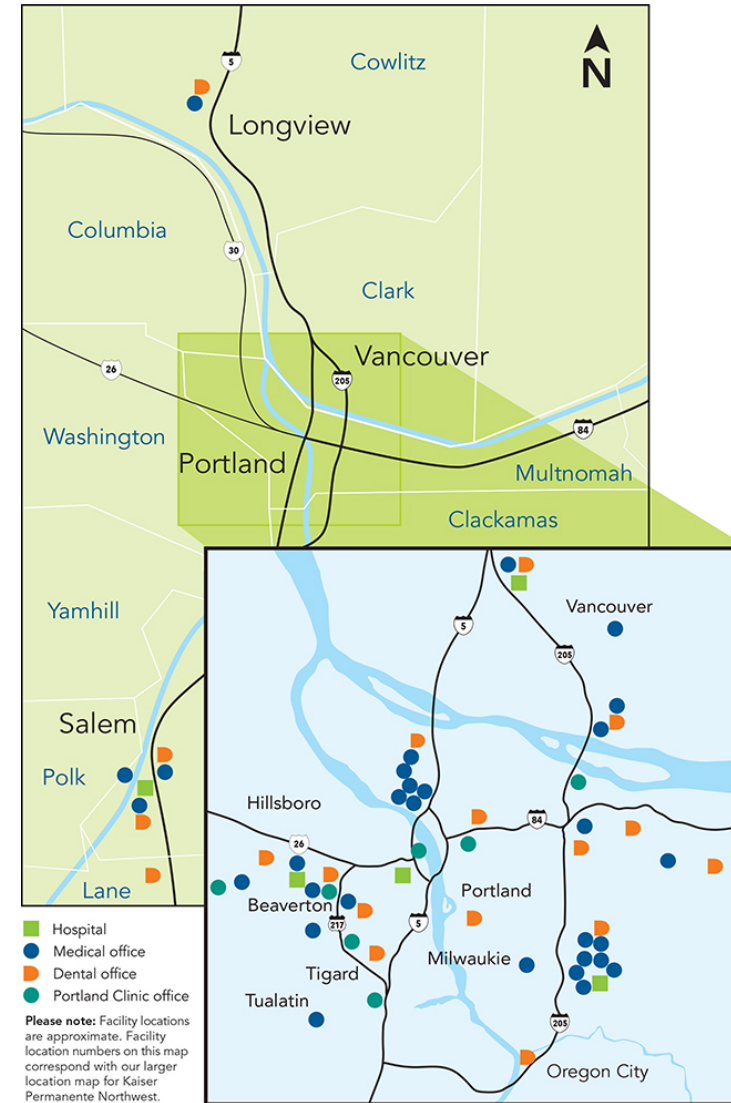 N
5
Cowlitz
Longview
Columbia
30
Clark
26
Vancouver
205
84
Washington
Portland
Multnomah
Clackamas
Yamhill
Salem
Polk
Lane
5
Vancouver
205
Hillsboro
84
26
Portland
Beaverton
217
5
Milwaukie
Tigard
Tualatin
205
Oregon City
Hospital
Medical office
Dental office
Portland Clinic office
Please note: Facility locations
are approximate. Facility
location numbers on this map
correspond with our larger
location map for Kaiser
Permanente Northwest.